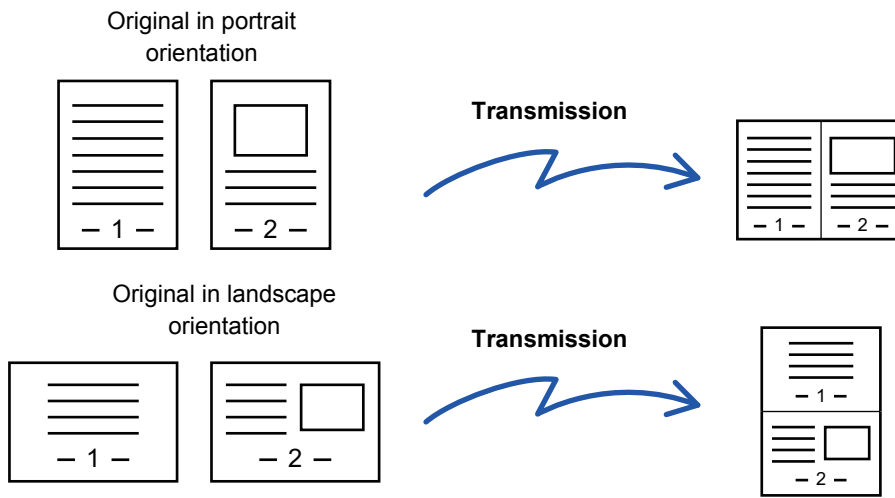 Original in portrait
orientation
Transmission
– 1 –
– 2 –
– 1 –
– 2 –
Original in landscape
orientation
Transmission
– 1 –
– 2 –
– 1 –
– 2 –